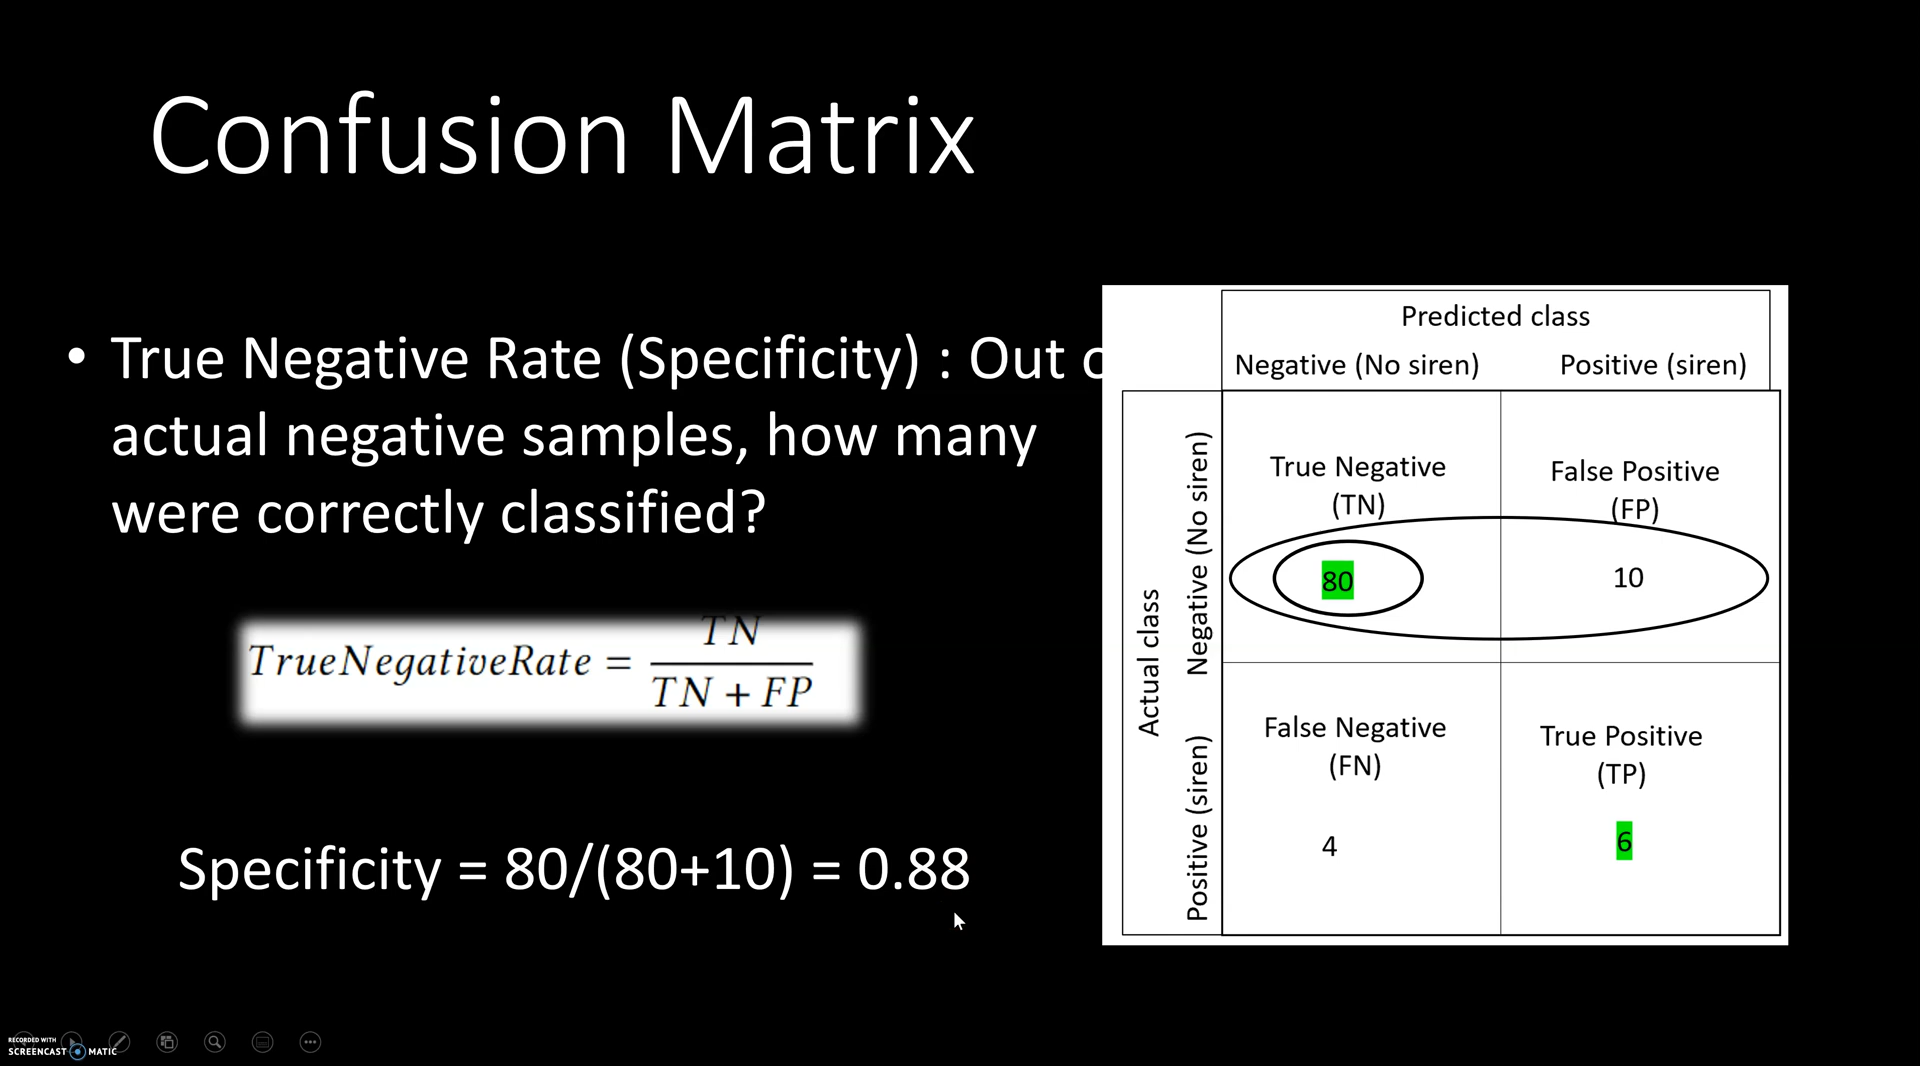 Confusion Matrix
• True Negative Rate (Specificity) : Out
actual negative samples, how many
were correctly classified?
TrueNegativeRate = TN / TN + FP
Specificity = 80/(80+10) = 0.88
Predicted class
Negative (No siren) Positive (siren)
Actual class
Negative (No siren)
True Negative
(TN)
80
False Positive
(FP)
10
Positive (siren)
False Negative
(FN)
4
True Positive
(TP)
6
RECORDED WITH
SCREENCAST MATIC